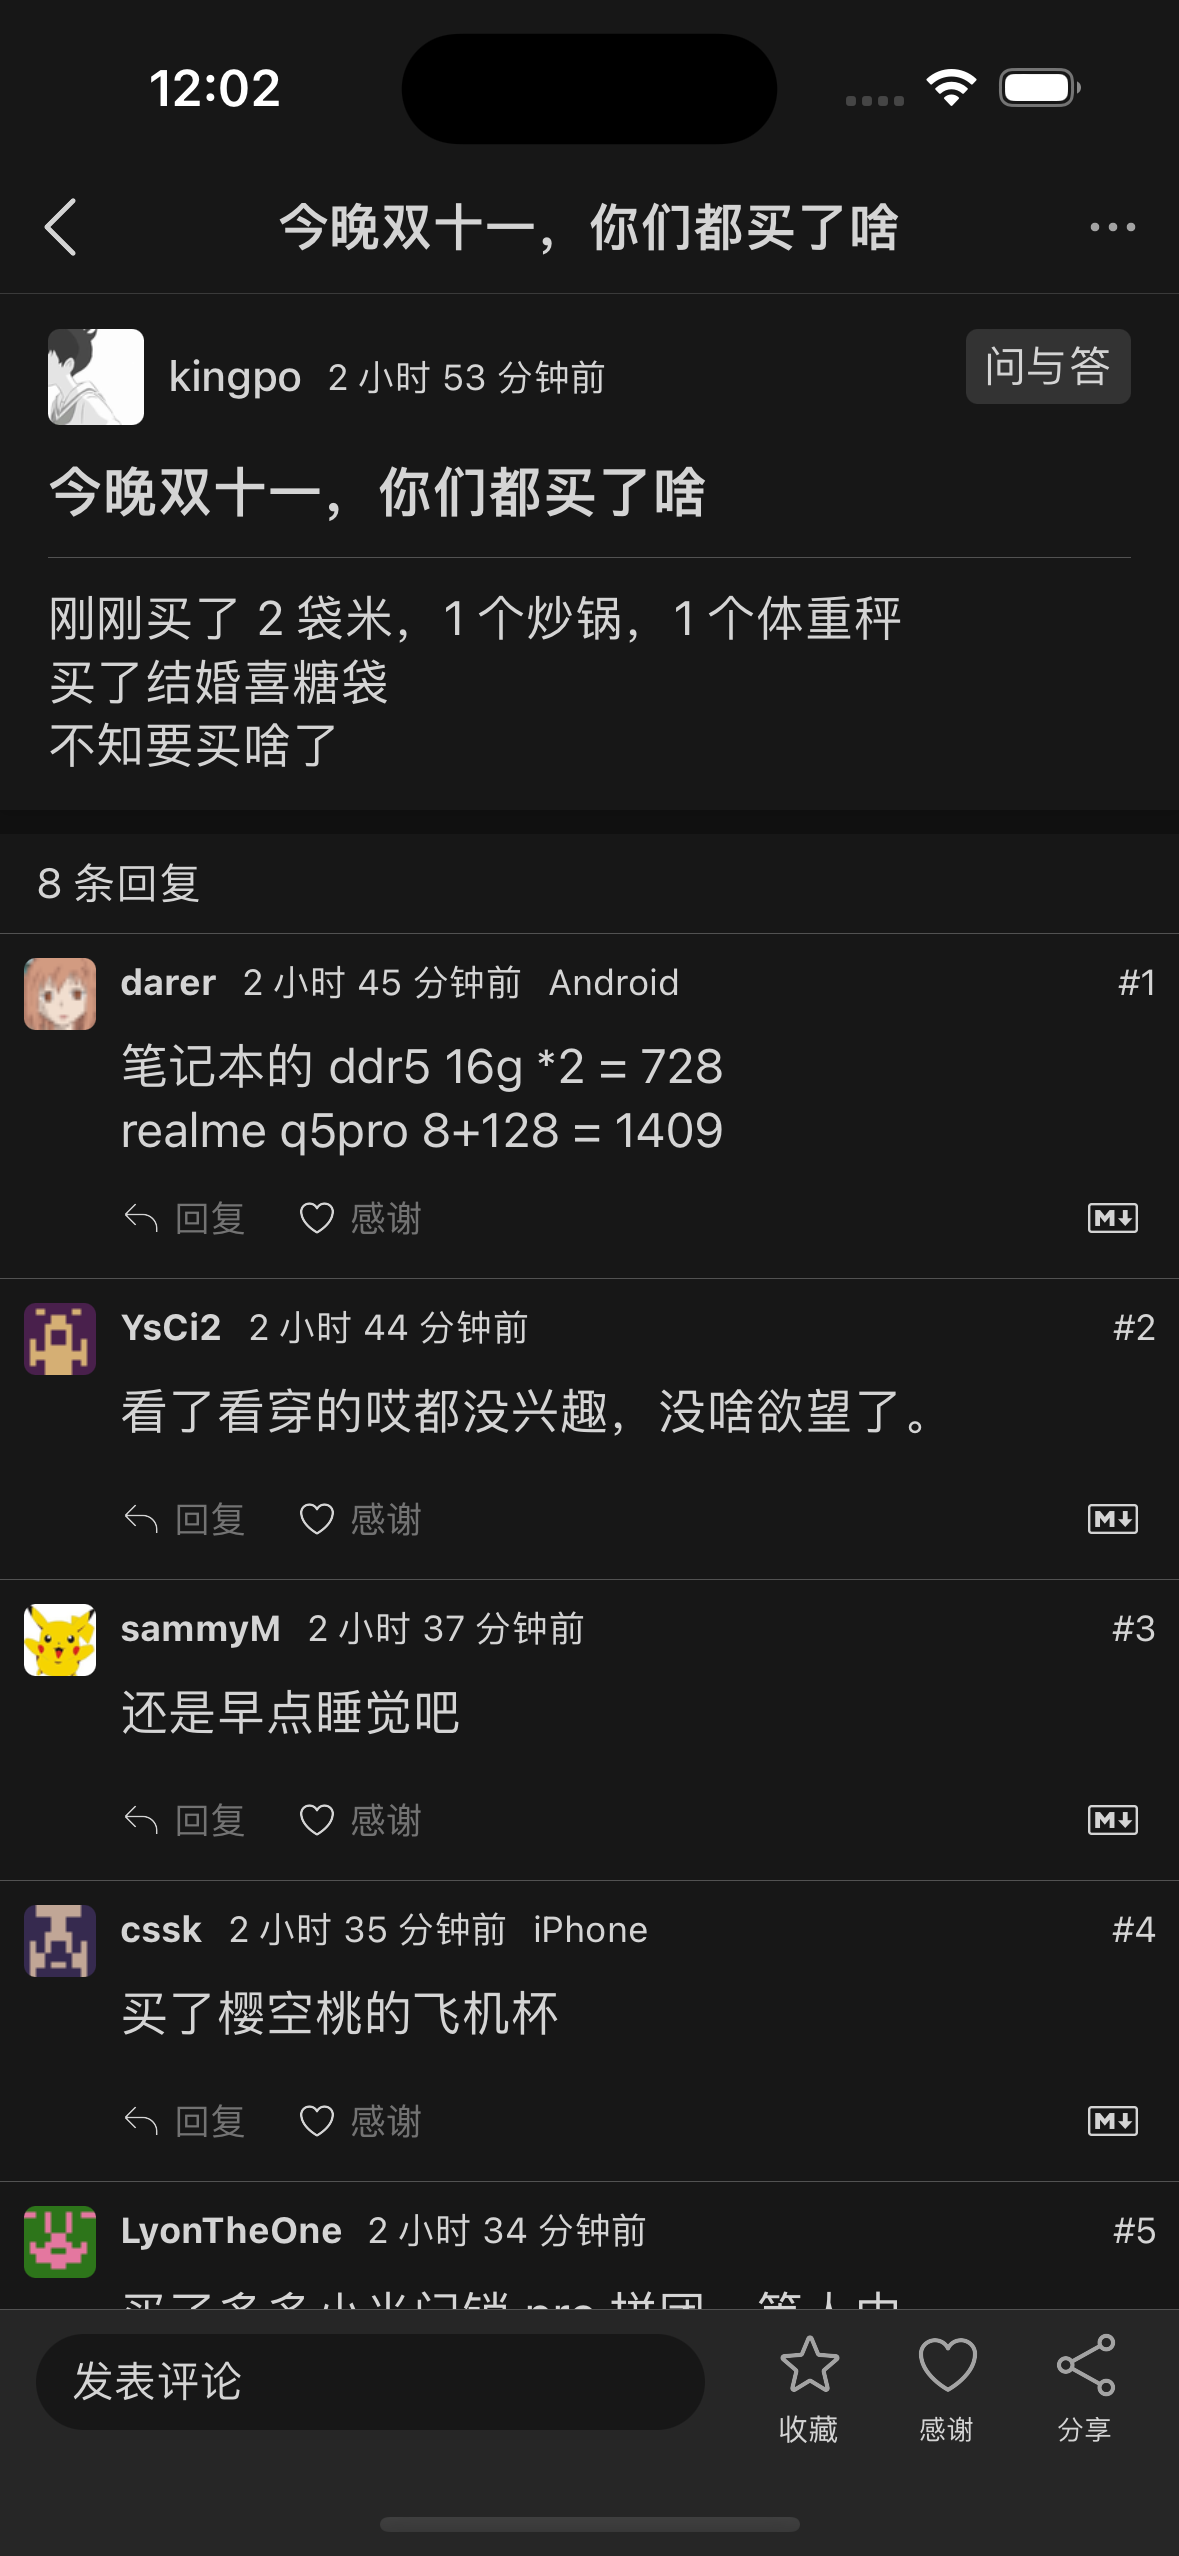 12:02
今晚双十一，你们都买了啥
kingpo 2 小时 53 分钟前
问与答
今晚双十一，你们都买了啥
刚刚买了 2 袋米，1 个炒锅，1 个体重秤
买了结婚喜糖袋
不知要买啥了
8 条回复
darer 2 小时 45 分钟前 Android #1
笔记本的 ddr5 16g *2 = 728
realme q5pro 8+128 = 1409
回复 感谢 M
YsCi2 2 小时 44 分钟前 #2
看了看穿的哎都没兴趣，没啥欲望了。
回复 感谢 M
sammyM 2 小时 37 分钟前 #3
还是早点睡觉吧
回复 感谢 M
cssk 2 小时 35 分钟前 iPhone #4
买了樱空桃的飞机杯
回复 感谢 M
LyonTheOne 2 小时 34 分钟前 #5
发表评论
收藏 感谢 分享